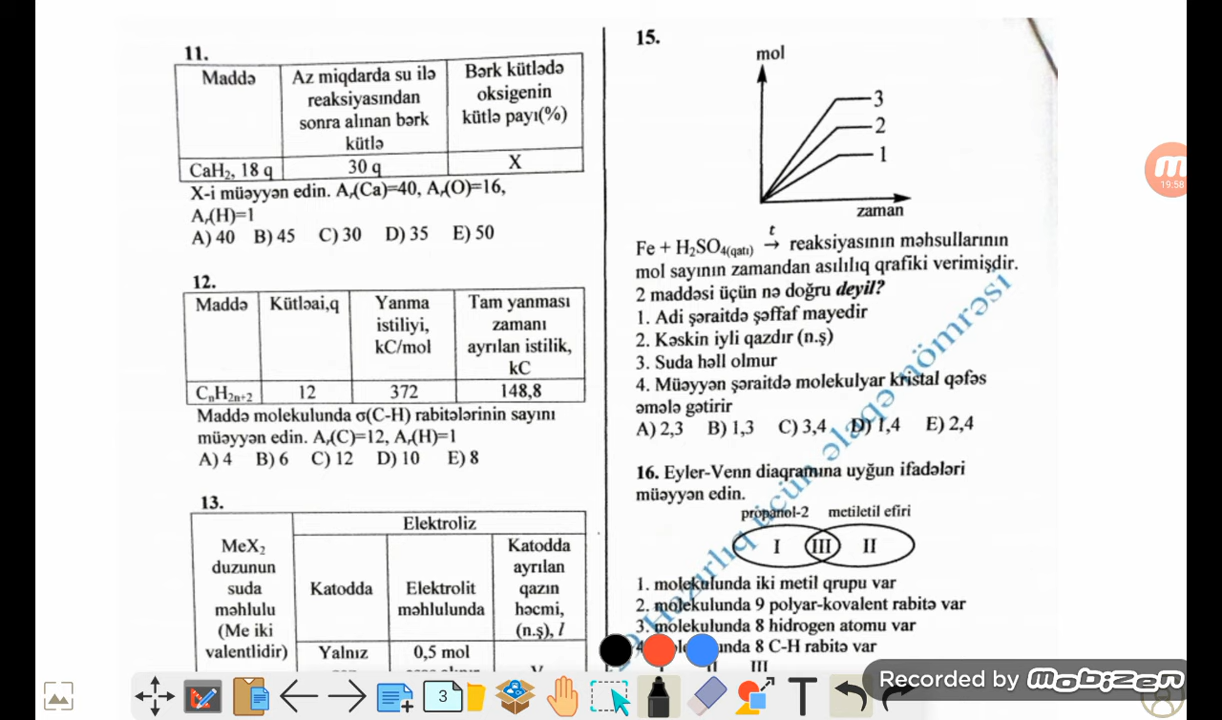 11.
Maddə
Az miqdarda su ilə
reaksiyasından
sonra alınan bərk
kütlə
Bərk kütlədə
oksigenin
kütlə payı(%)
CaH₂, 18 q
30 q
X
X-i müəyyən edin. Aᵣ(Ca)=40, Aᵣ(O)=16,
Aᵣ(H)=1
A) 40 B) 45 C) 30 D) 35 E) 50
12.
Maddə
Kütləai,q
Yanma
istiliyi,
kC/mol
Tam yanması
zamanı
ayrılan istilik,
kC
CₙH₂ₙ₊₂
12
372
148,8
Maddə molekulunda σ(C-H) rabitələrinin sayını
müəyyən edin. Aᵣ(C)=12, Aᵣ(H)=1
A) 4 B) 6 C) 12 D) 10 E) 8
13.
MeX₂
duzunun
suda
məhlulu
(Me iki
valentlidir)
Elektroliz
Katodda
Elektrolit
məhlulunda
Katodda
ayrılan
qazın
həcmi,
(n.ş), l
Yalnız
0,5 mol
15.
mol
3
2
1
zaman
Fe + H₂SO₄(qatı) t→ reaksiyasının məhsullarının
mol sayının zamandan asılılıq qrafiki verimişdir.
2 maddəsi üçün nə doğru deyil?
1. Adi şəraitdə şəffaf mayedir
2. Kəskin iyli qazdır (n.ş)
3. Suda həll olmur
4. Müəyyən şəraitdə molekulyar kristal qəfəs
əmələ gətirir
A) 2,3 B) 1,3 C) 3,4 D) 1,4 E) 2,4
16. Eyler-Venn diaqramına uyğun ifadələri
müəyyən edin.
propanol-2 metiletil efiri
I III II
1. molekulunda iki metil qrupu var
2. molekulunda 9 polyar-kovalent rabitə var
3. molekulunda 8 hidrogen atomu var
unda 8 C-H rabitə var
II III
Hazırlıq üçün əlaqə nömrəsi
19:58
3
T
Recorded by mobizen